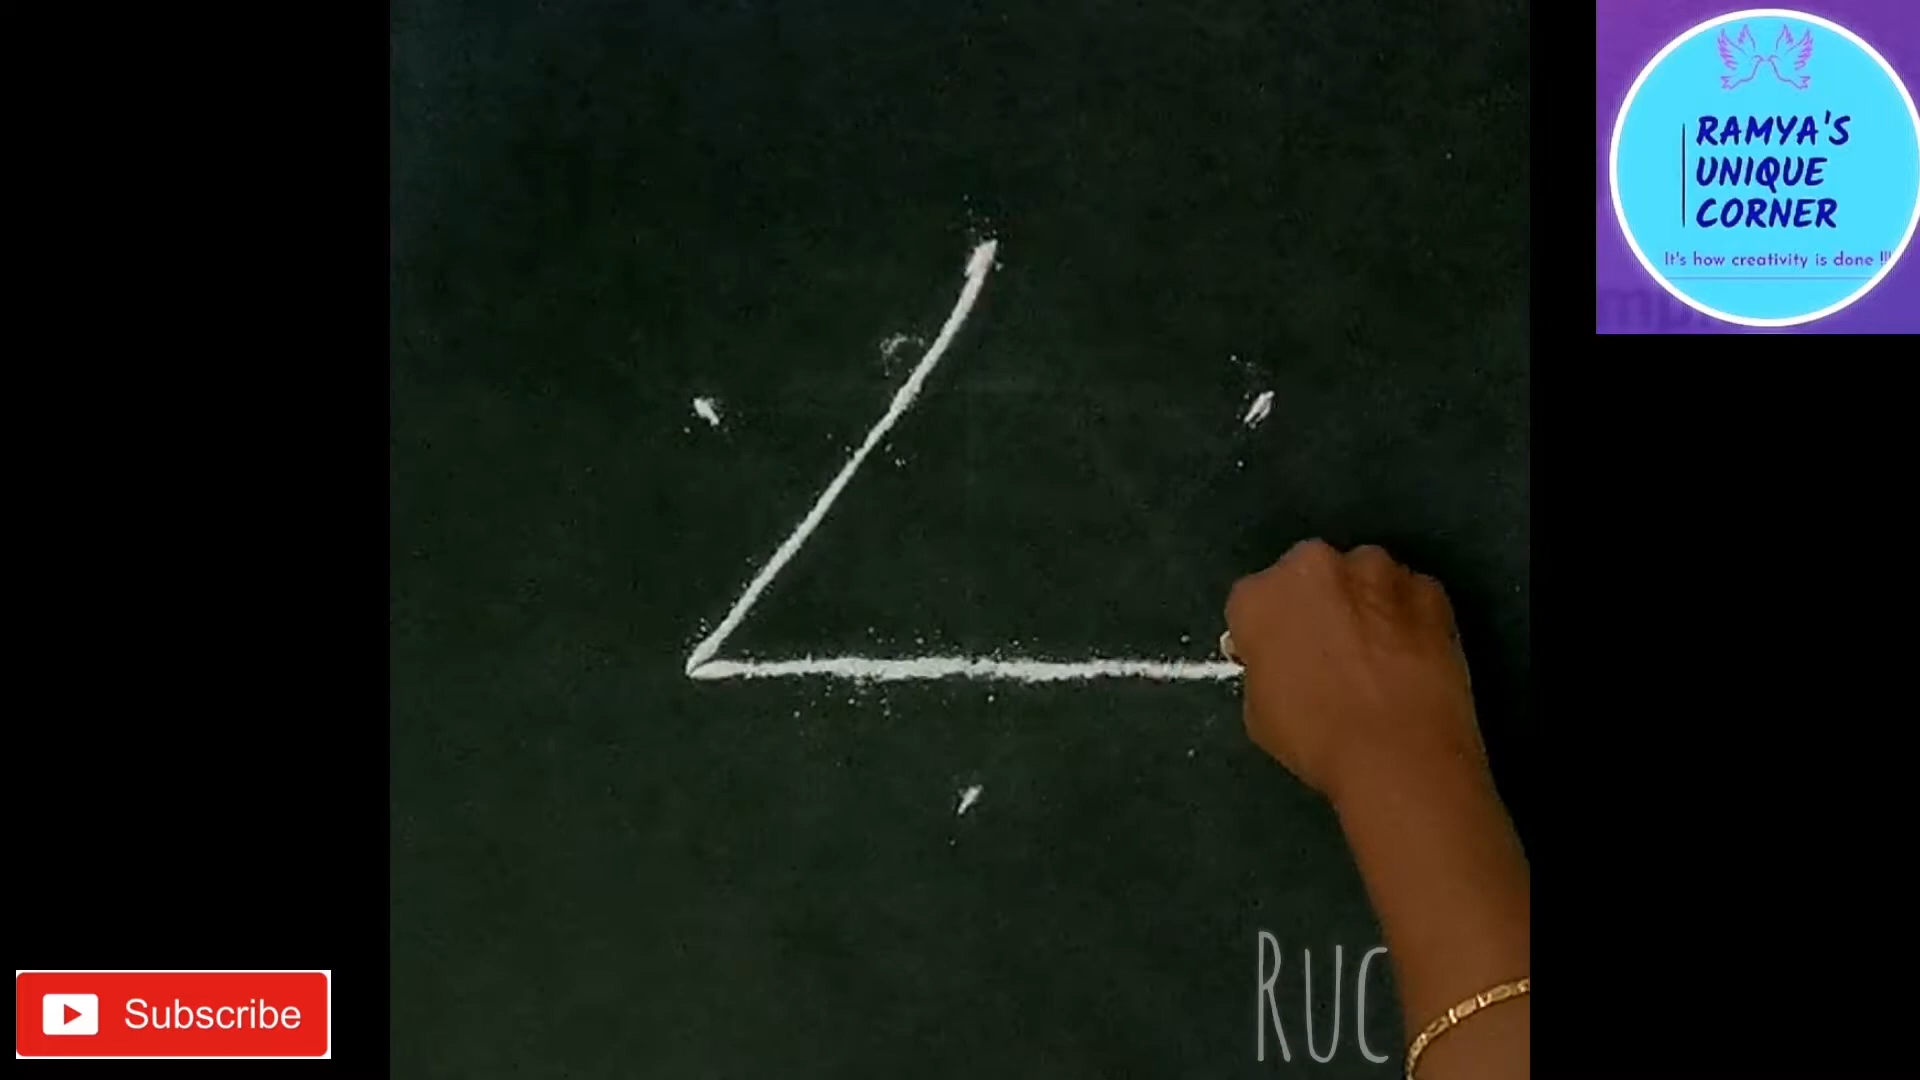 RAMYA'S
UNIQUE
CORNER
It's how creativity is done !!!
Subscribe
RUC